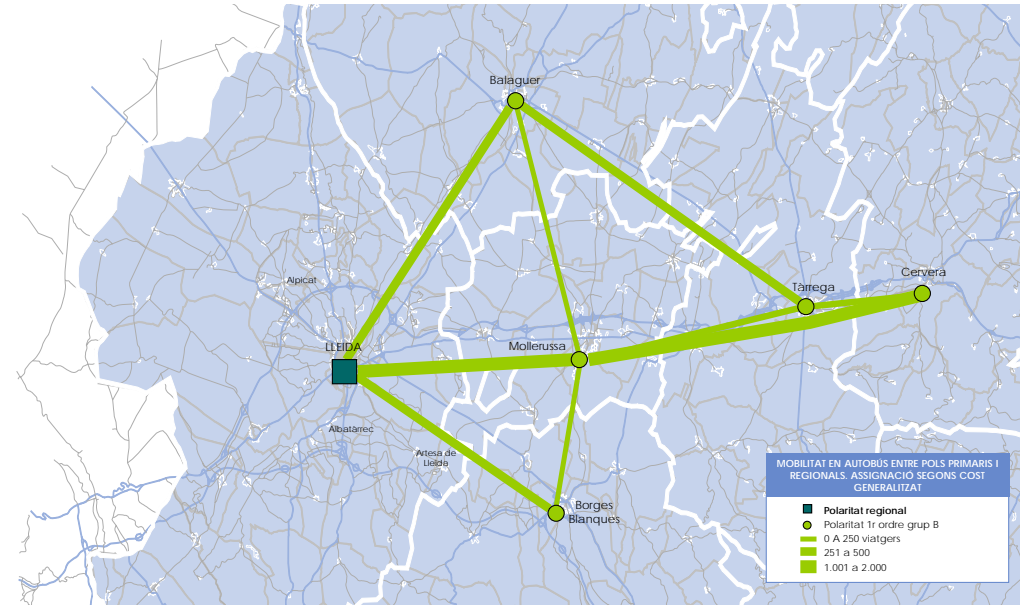 Balaguer
Cervera
Tàrrega
Alpicat
LLEIDA
Mollerussa
Albatàrrec
Artesa de
Lleida
Borges
Blanques
MOBILITAT EN AUTOBÚS ENTRE POLS PRIMARIS I
REGIONALS. ASSIGNACIÓ SEGONS COST
GENERALITZAT
Polaritat regional
Polaritat 1r ordre grup B
0 A 250 viatgers
251 a 500
1.001 a 2.000